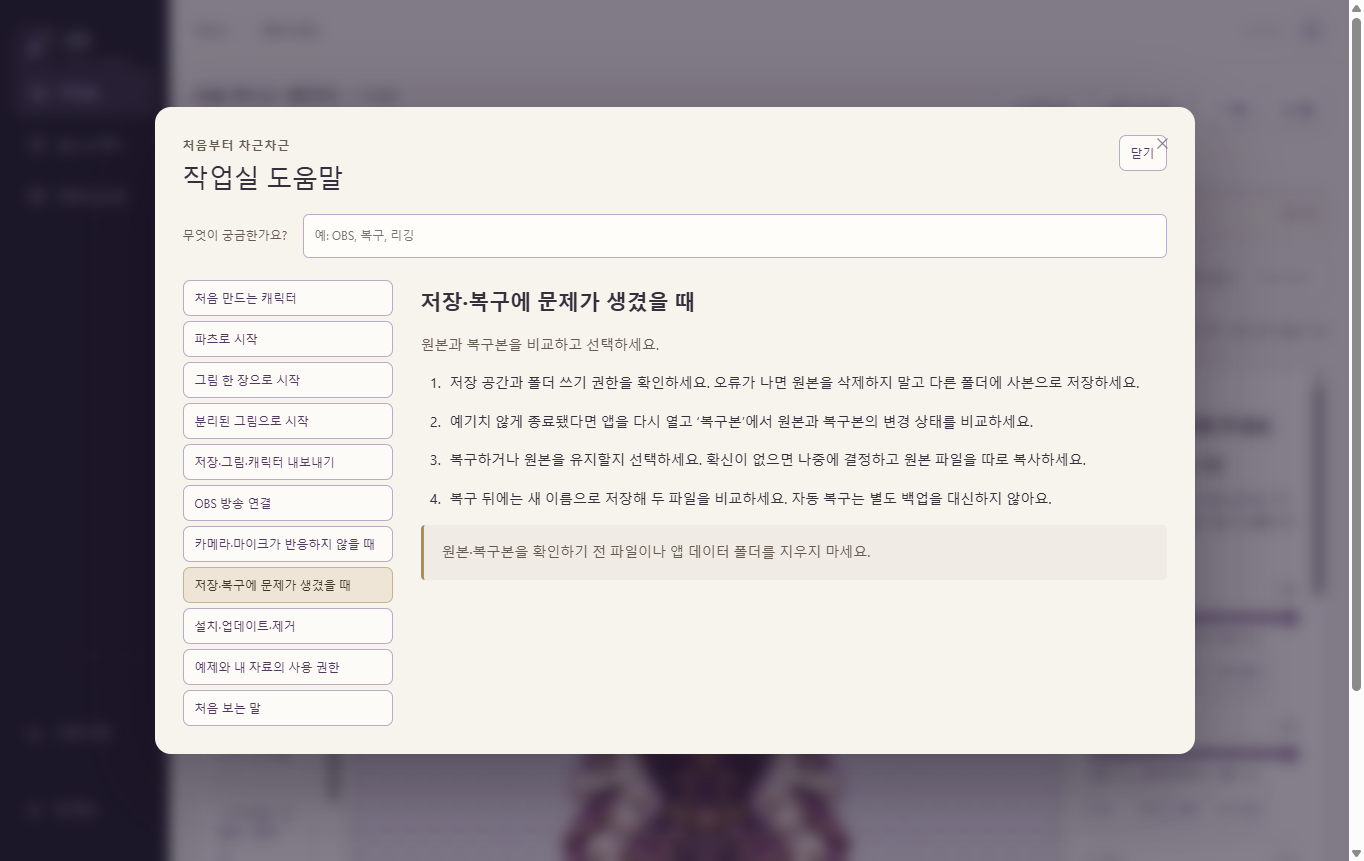 처음부터 차근차근
작업실 도움말
닫기
무엇이 궁금한가요?
예: OBS, 복구, 리깅
처음 만드는 캐릭터
파츠로 시작
그림 한 장으로 시작
분리된 그림으로 시작
저장·그림·캐릭터 내보내기
OBS 방송 연결
카메라·마이크가 반응하지 않을 때
저장·복구에 문제가 생겼을 때
설치·업데이트·제거
예제와 내 자료의 사용 권한
처음 보는 말
저장·복구에 문제가 생겼을 때
원본과 복구본을 비교하고 선택하세요.
1. 저장 공간과 폴더 쓰기 권한을 확인하세요. 오류가 나면 원본을 삭제하지 말고 다른 폴더에 사본으로 저장하세요.
2. 예기치 않게 종료됐다면 앱을 다시 열고 ‘복구본’에서 원본과 복구본의 변경 상태를 비교하세요.
3. 복구하거나 원본을 유지할지 선택하세요. 확신이 없으면 나중에 결정하고 원본 파일을 따로 복사하세요.
4. 복구 뒤에는 새 이름으로 저장해 두 파일을 비교하세요. 자동 복구는 별도 백업을 대신하지 않아요.
원본·복구본을 확인하기 전 파일이나 앱 데이터 폴더를 지우지 마세요.